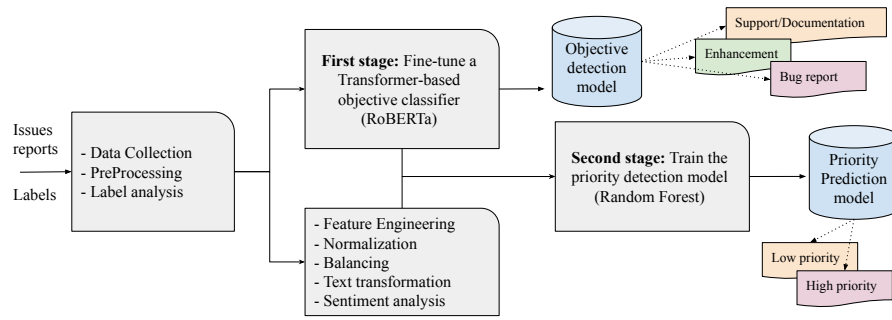 Issues
reports
Labels
- Data Collection
- PreProcessing
- Label analysis
First stage: Fine-tune a
Transformer-based
objective classifier
(RoBERTa)
Objective
detection
model
Support/Documentation
Enhancement
Bug report
- Feature Engineering
- Normalization
- Balancing
- Text transformation
- Sentiment analysis
Second stage: Train the
priority detection model
(Random Forest)
Priority
Prediction
model
Low priority
High priority